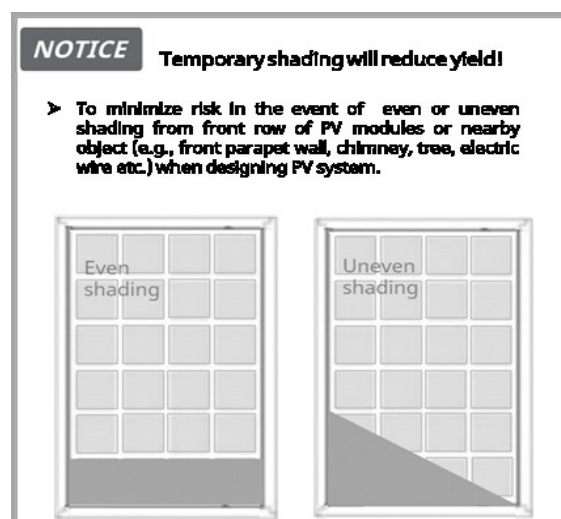 NOTICE
Temporary shading will reduce yield!
➤ To minimize risk in the event of even or uneven
shading from front row of PV modules or nearby
object (e.g., front parapet wall, chimney, tree, electric
wire etc.) when designing PV system.
Even
shading
Uneven
shading